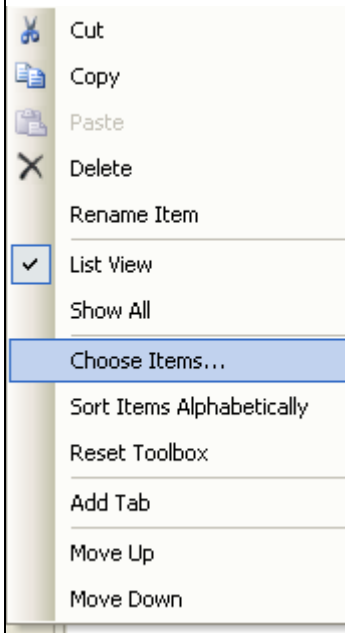 Cut
Copy
Paste
Delete
Rename Item
List View
Show All
Choose Items...
Sort Items Alphabetically
Reset Toolbox
Add Tab
Move Up
Move Down